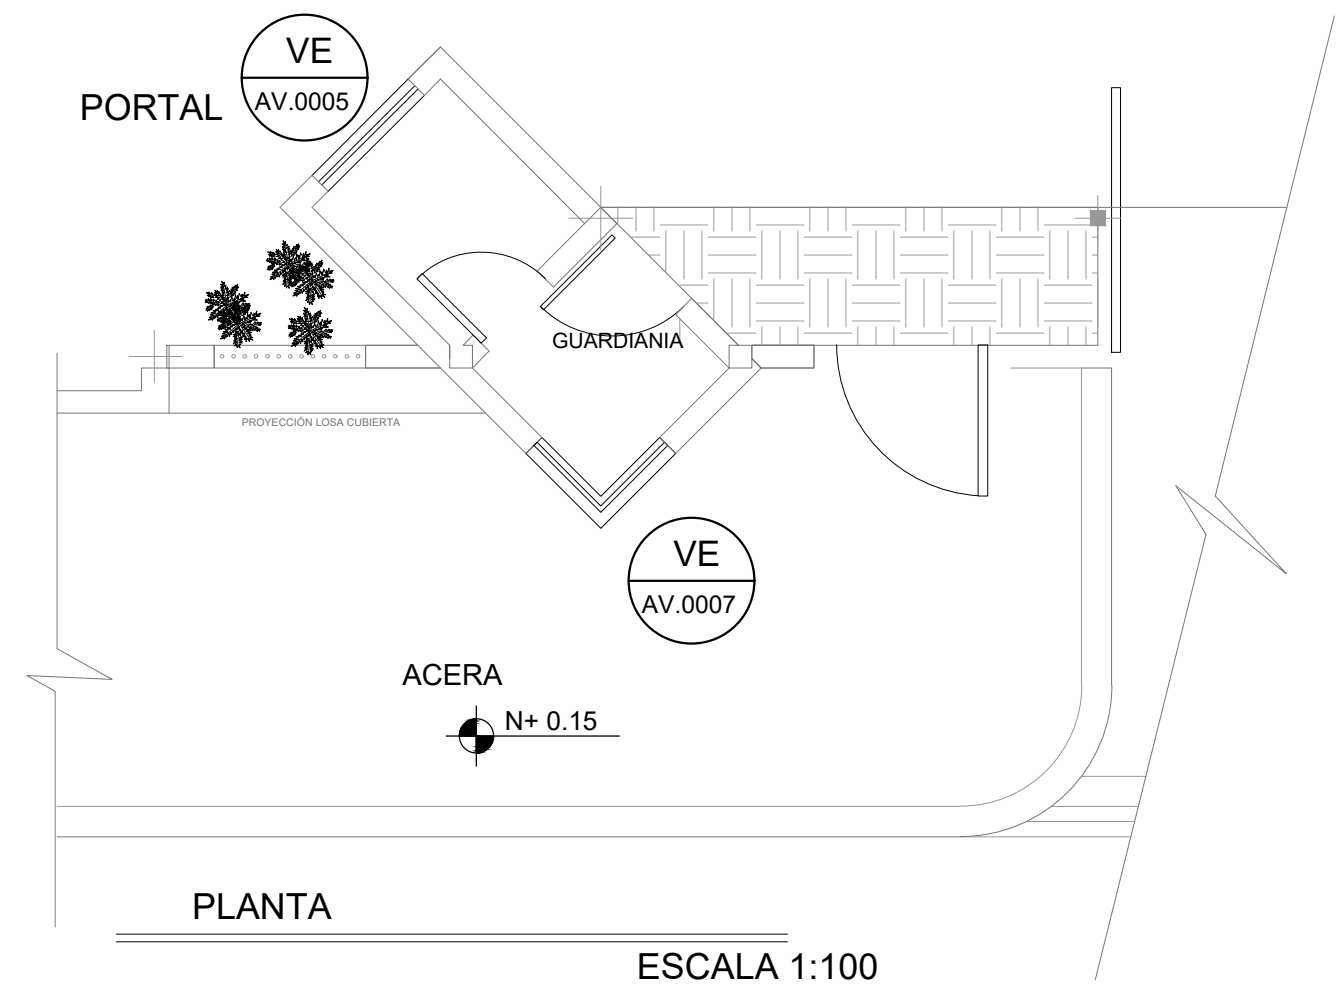 VE
AV.0005
PORTAL
GUARDIANIA
PROYECCIÓN LOSA CUBIERTA
VE
AV.0007
ACERA
N+ 0.15
PLANTA
ESCALA 1:100